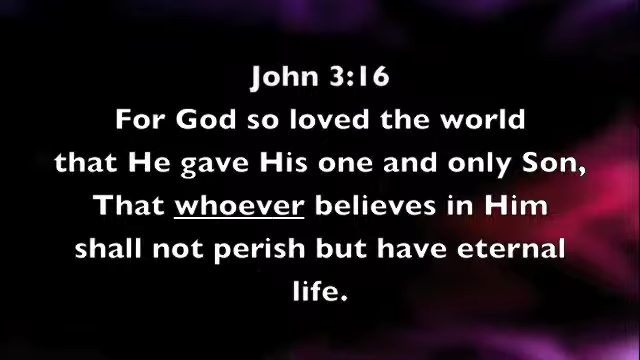 John 3:16
For God so loved the world
that He gave His one and only Son,
That whoever believes in Him
shall not perish but have eternal
life.